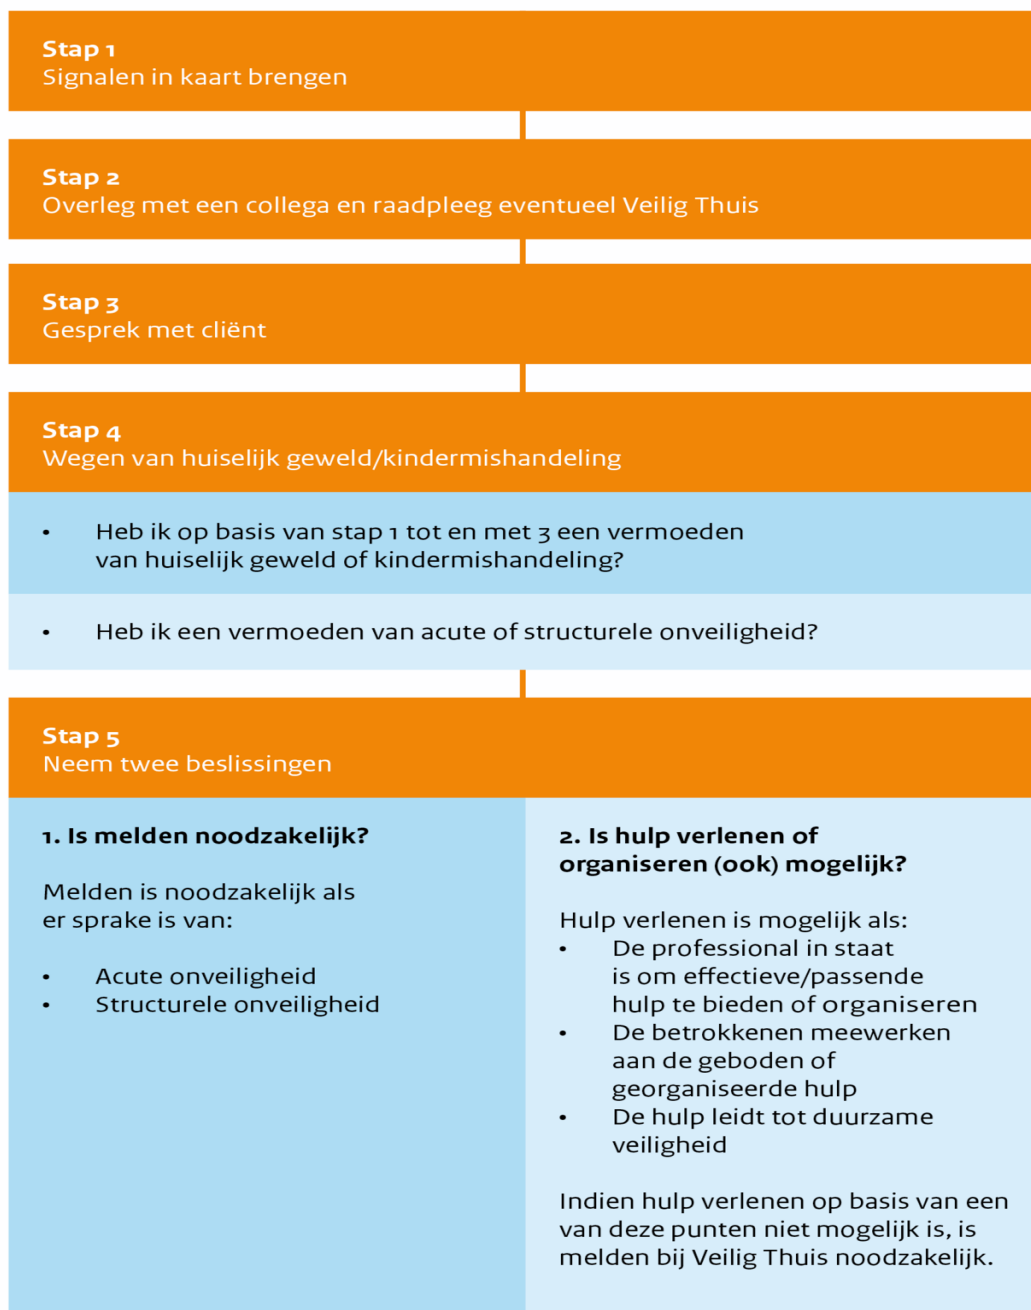 Stap 1
Signalen in kaart brengen
Stap 2
Overleg met een collega en raadpleeg eventueel Veilig Thuis
Stap 3
Gesprek met cliënt
Stap 4
Wegen van huiselijk geweld/kindermishandeling
• Heb ik op basis van stap 1 tot en met 3 een vermoeden
van huiselijk geweld of kindermishandeling?
• Heb ik een vermoeden van acute of structurele onveiligheid?
Stap 5
Neem twee beslissingen
1. Is melden noodzakelijk?
Melden is noodzakelijk als
er sprake is van:
• Acute onveiligheid
• Structurele onveiligheid
2. Is hulp verlenen of
organiseren (ook) mogelijk?
Hulp verlenen is mogelijk als:
• De professional in staat
is om effectieve/passende
hulp te bieden of organiseren
• De betrokkenen meewerken
aan de geboden of
georganiseerde hulp
• De hulp leidt tot duurzame
veiligheid
Indien hulp verlenen op basis van een
van deze punten niet mogelijk is, is
melden bij Veilig Thuis noodzakelijk.